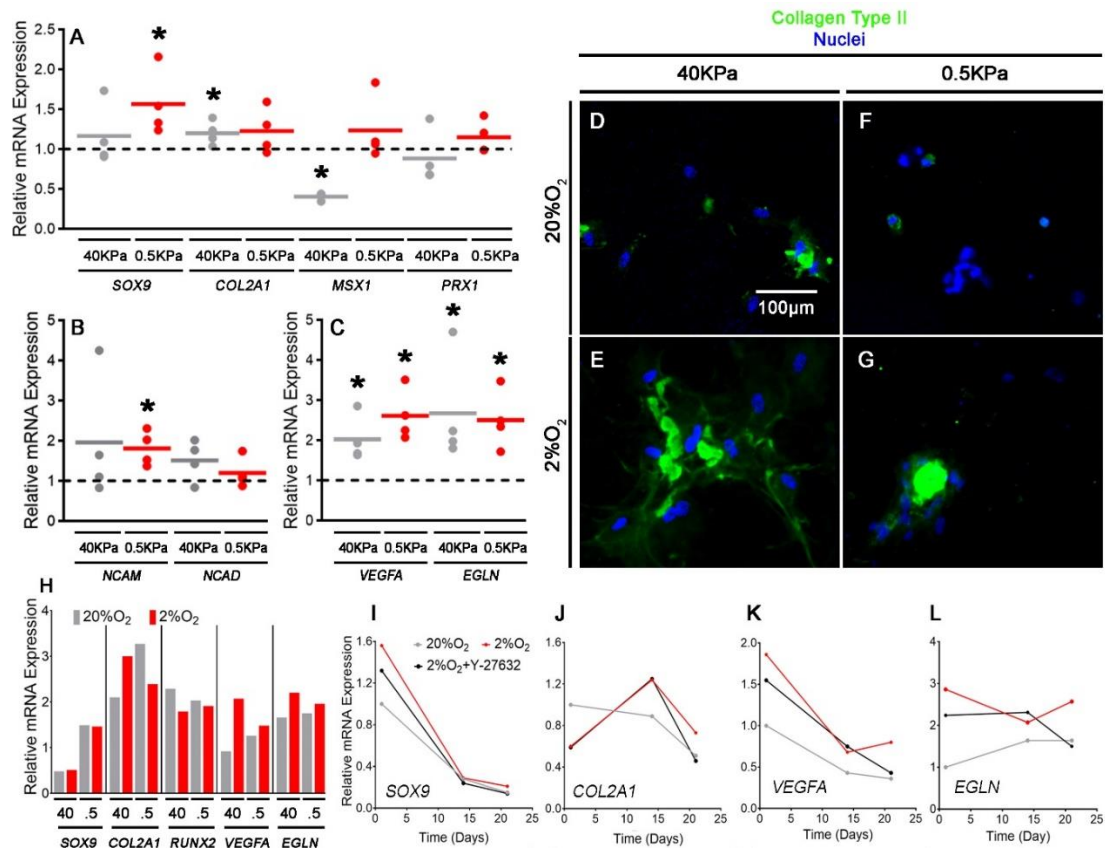 A
Relative mRNA Expression
2.5
2.0
1.5
1.0
0.5
0.0
*
*
*
40KPa 0.5KPa 40KPa 0.5KPa 40KPa 0.5KPa 40KPa 0.5KPa
SOX9 COL2A1 MSX1 PRX1
B
Relative mRNA Expression
5
4
3
2
1
0
*
40KPa 0.5KPa 40KPa 0.5KPa
NCAM NCAD
C
Relative mRNA Expression
5
4
3
2
1
0
* * * *
40KPa 0.5KPa 40KPa 0.5KPa
VEGFA EGLN
Collagen Type II
Nuclei
40KPa 0.5KPa
20%O2
2%O2
D
100µm
F
E
G
H
20%O2 2%O2
Relative mRNA Expression
4
3
2
1
0
40 .5 40 .5 40 .5 40 .5 40 .5
SOX9 COL2A1 RUNX2 VEGFA EGLN
I
20%O2 2%O2
2%O2+Y-27632
Relative mRNA Expression
1.6
1.2
0.8
0.4
0.0
SOX9
0 5 10 15 20 25
Time (Days)
J
1.6
1.2
0.8
0.4
0.0
COL2A1
0 5 10 15 20 25
Time (Days)
K
2.0
1.5
1.0
0.5
0.0
VEGFA
0 5 10 15 20 25
Time (Days)
L
4
3
2
1
0
EGLN
0 5 10 15 20 25
Time (Day)